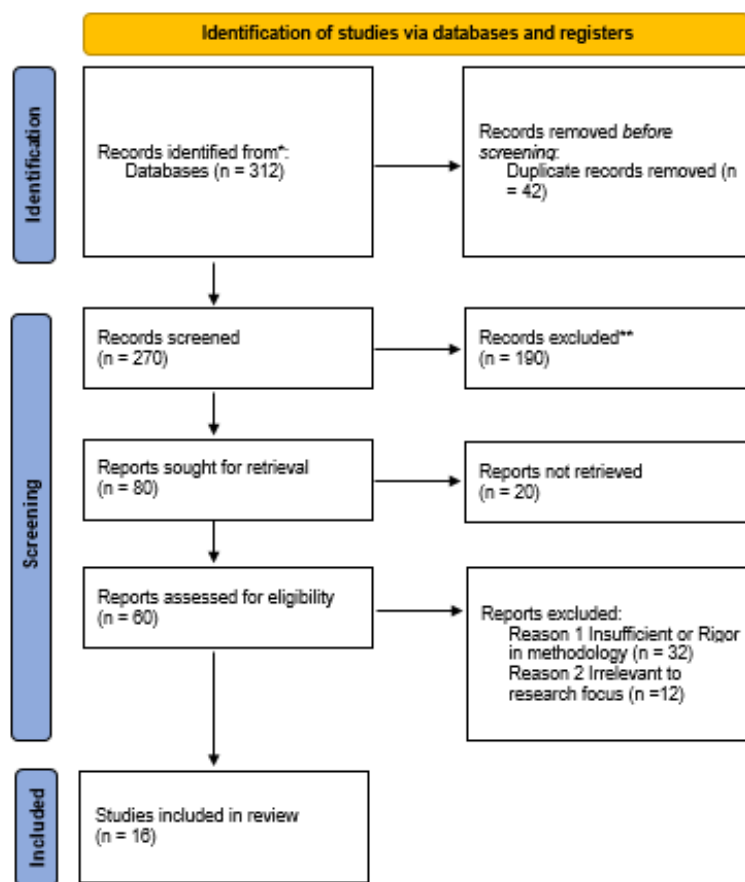 Identification of studies via databases and registers
Identification
Records identified from*:
Databases (n = 312)
Records removed before
screening:
Duplicate records removed (n
= 42)
Screening
Records screened
(n = 270)
Records excluded**
(n = 190)
Reports sought for retrieval
(n = 80)
Reports not retrieved
(n = 20)
Reports assessed for eligibility
(n = 60)
Reports excluded:
Reason 1 Insufficient or Rigor
in methodology (n = 32)
Reason 2 Irrelevant to
research focus (n =12)
Included
Studies included in review
(n = 16)